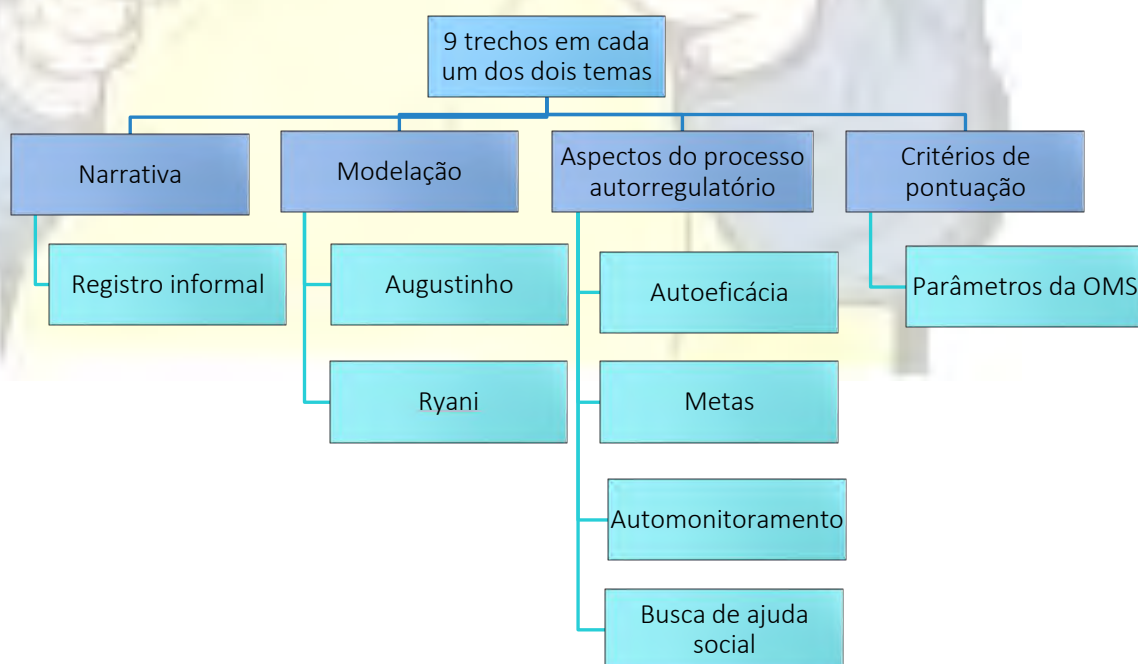 9 trechos em cada
um dos dois temas
Narrativa
Registro informal
Modelação
Augustinho
Ryani
Aspectos do processo
autorregulatório
Autoeficácia
Metas
Automonitoramento
Busca de ajuda
social
Critérios de
pontuação
Parâmetros da OMS